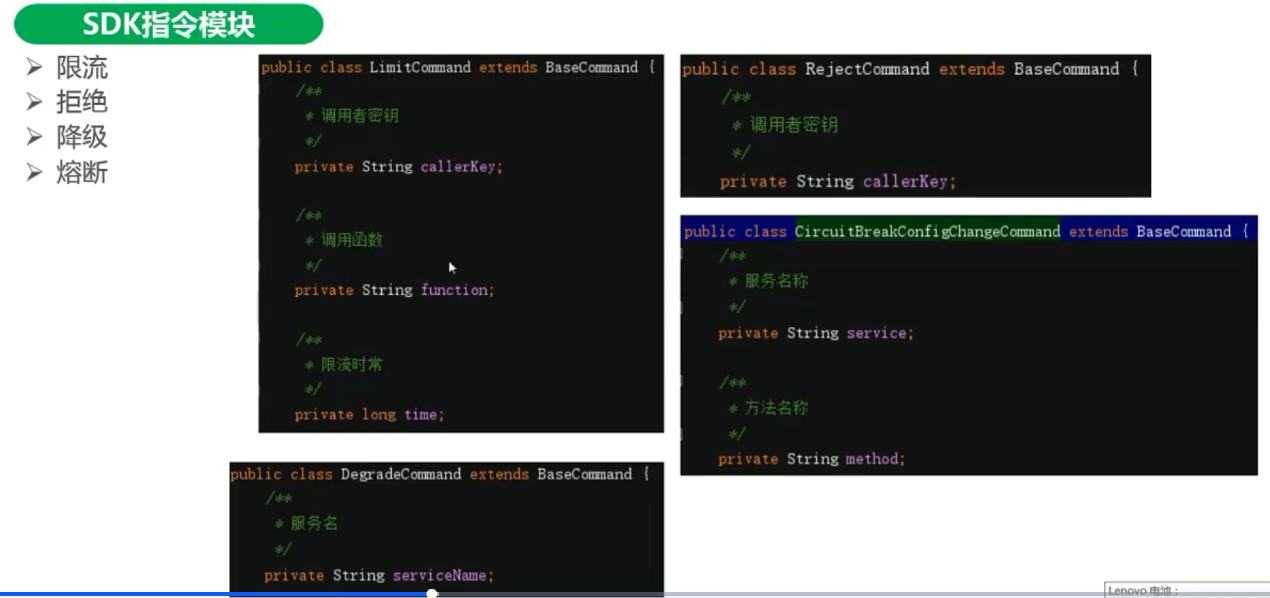 SDK指令模块
➢ 限流
➢ 拒绝
➢ 降级
➢ 熔断
public class LimitCommand extends BaseCommand {
/**
* 调用者密钥
*/
private String callerKey;
/**
* 调用函数
*/
private String function;
/**
* 限流时常
*/
private long time;
public class DegradeCommand extends BaseCommand {
/**
* 服务名
*/
private String serviceName;
public class RejectCommand extends BaseCommand {
/**
* 调用者密钥
*/
private String callerKey;
public class CircuitBreakConfigChangeCommand extends BaseCommand {
/**
* 服务名称
*/
private String service;
/**
* 方法名称
*/
private String method;
Lenovo 电池：